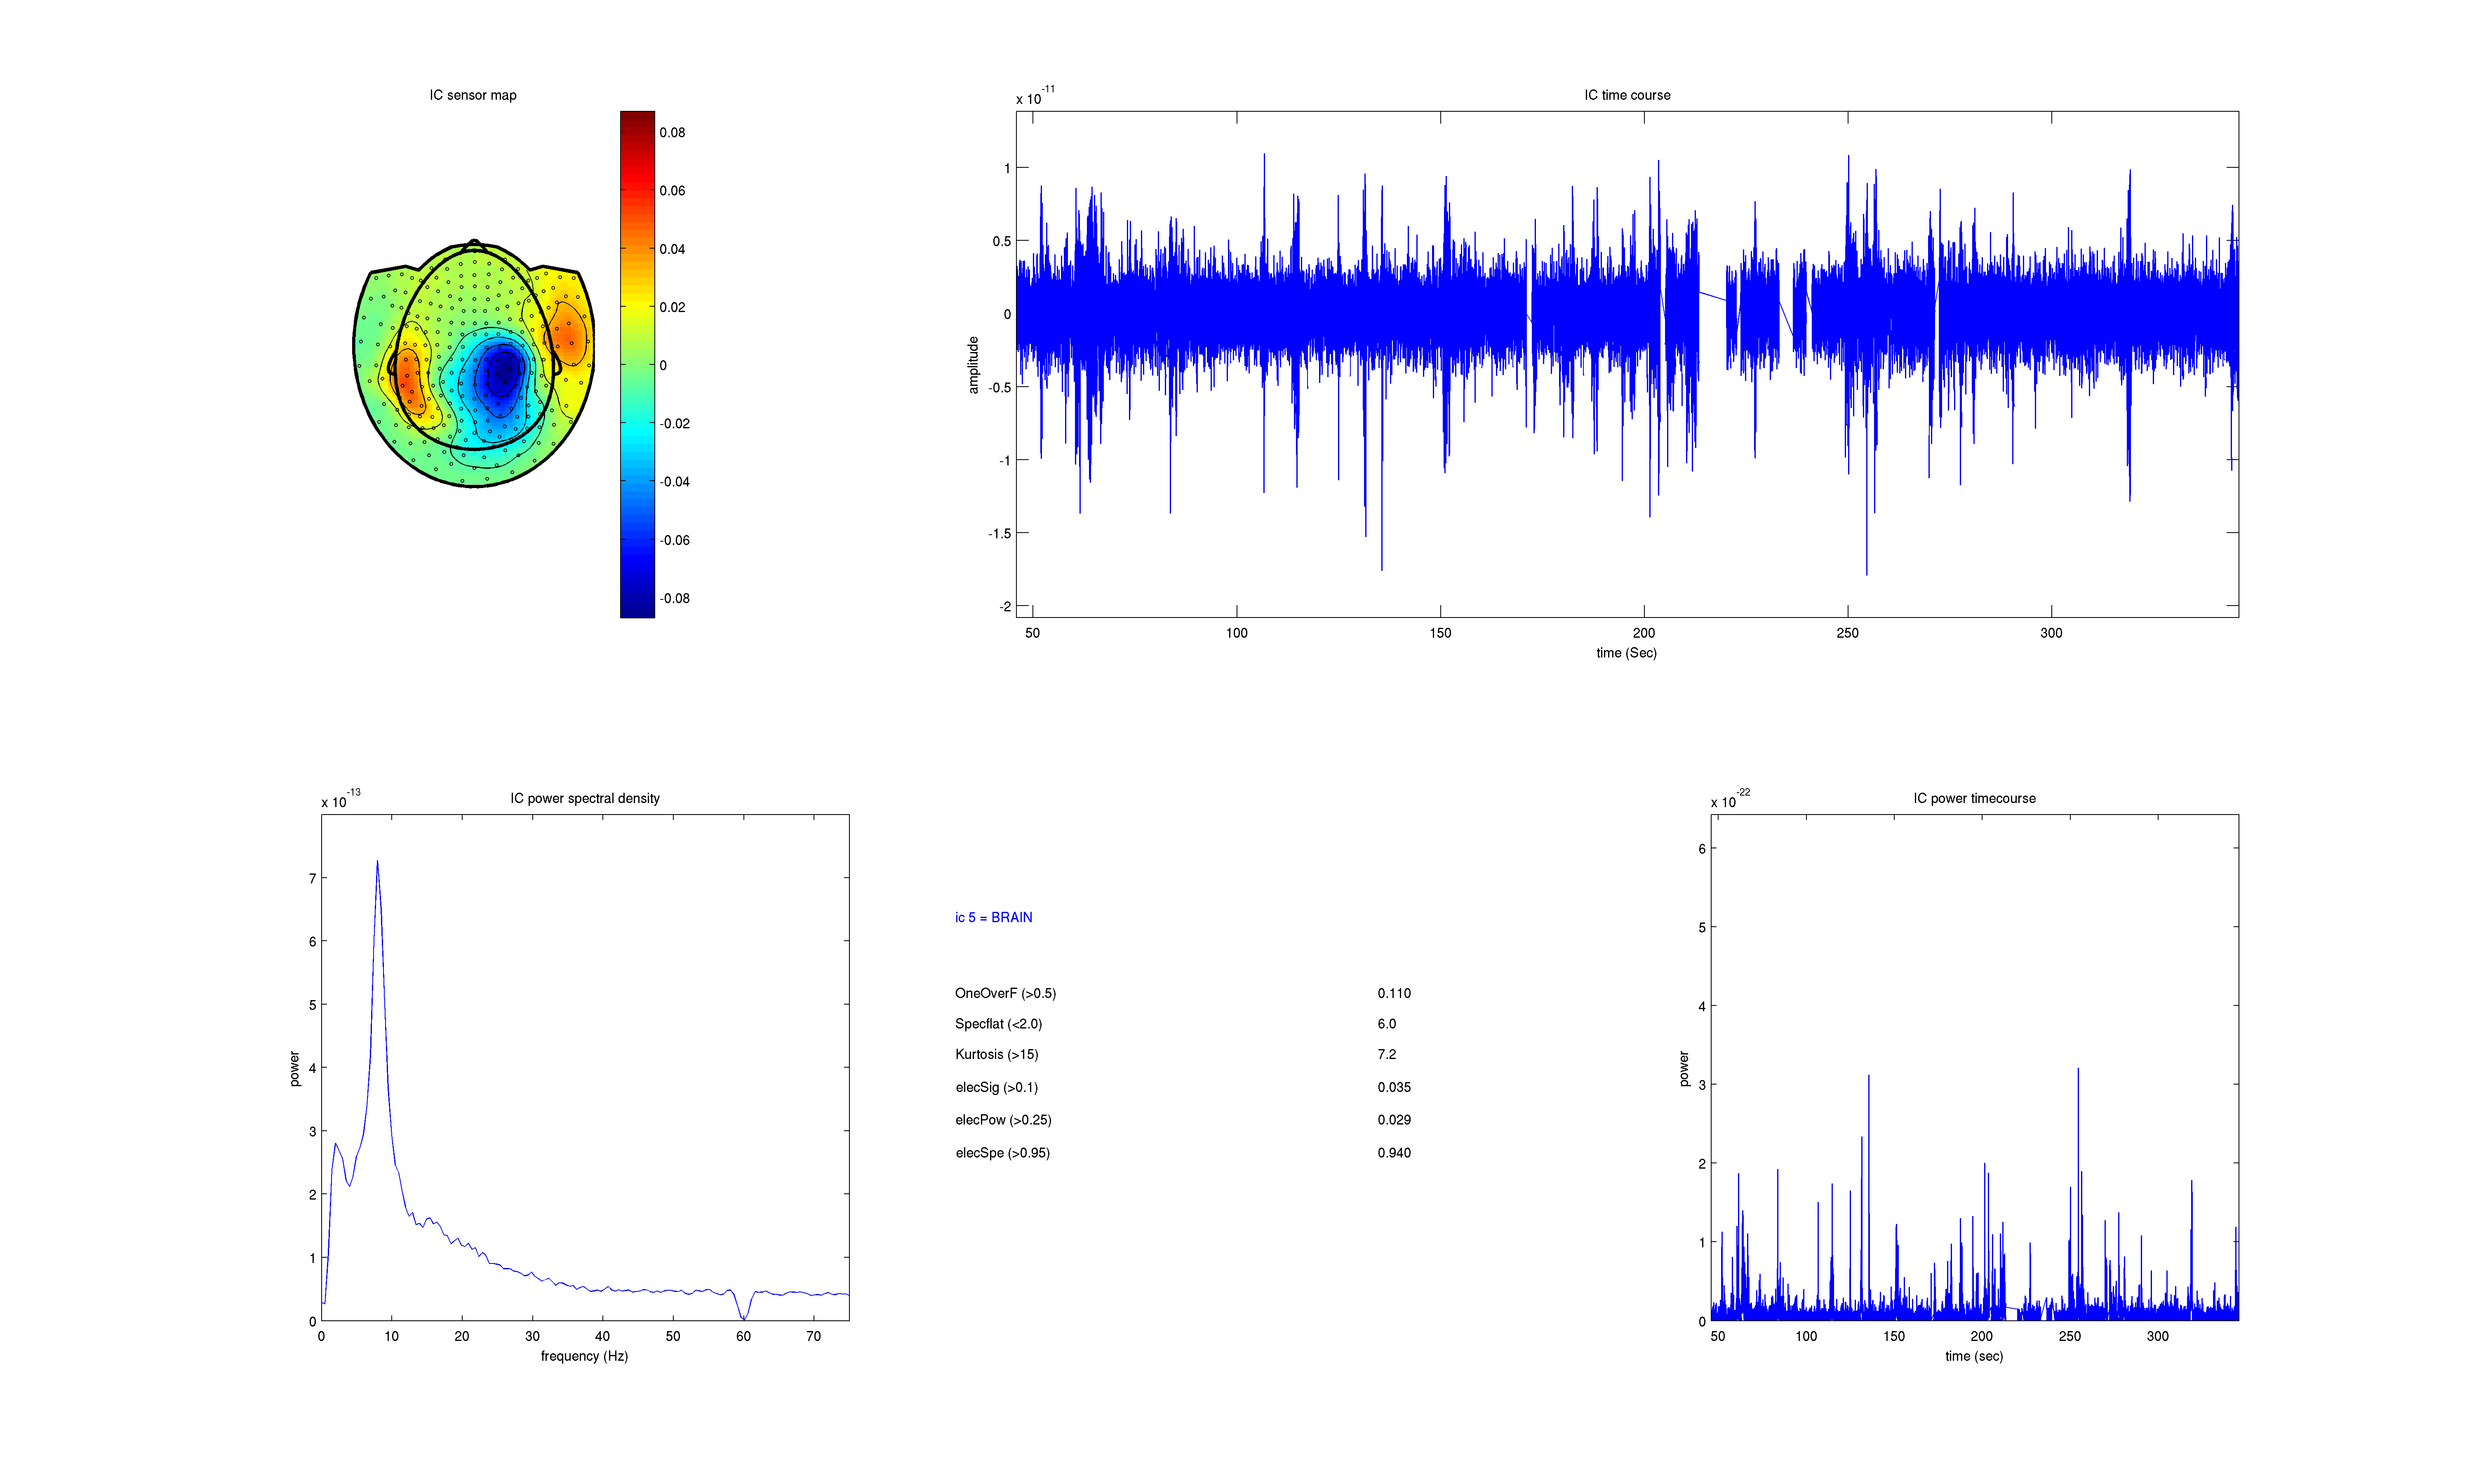 IC sensor map
0.08
0.06
0.04
0.02
0
-0.02
-0.04
-0.06
-0.08
x 10-11
IC time course
1
0.5
0
-0.5
-1
-1.5
-2
amplitude
50 100 150 200 250 300
time (Sec)
x 10-13
IC power spectral density
7
6
5
4
3
2
1
0
power
0 10 20 30 40 50 60 70
frequency (Hz)
ic 5 = BRAIN
OneOverF (>0.5) 0.110
Specflat (<2.0) 6.0
Kurtosis (>15) 7.2
elecSig (>0.1) 0.035
elecPow (>0.25) 0.029
elecSpe (>0.95) 0.940
x 10-22
IC power timecourse
6
5
4
3
2
1
0
power
50 100 150 200 250 300
time (sec)